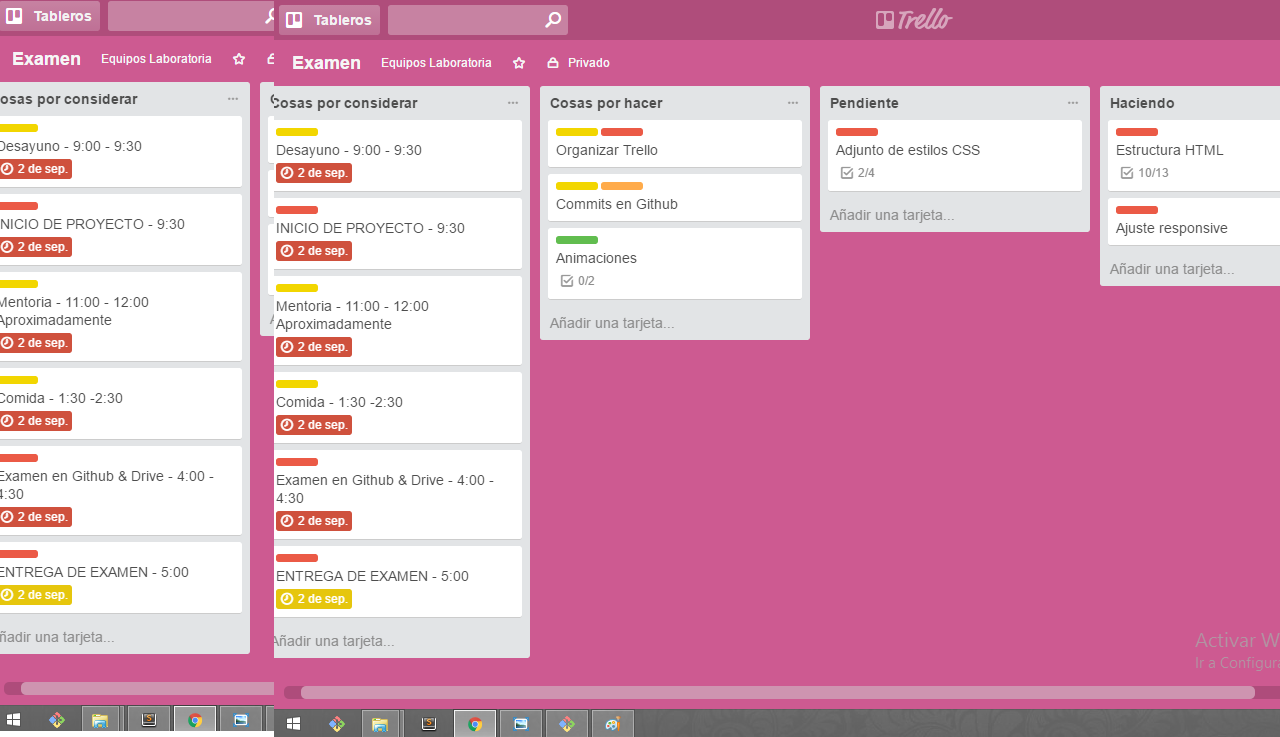 Tableros
Examen
Equipos Laboratoria
osas por considerar
Desayuno - 9:00 - 9:30
2 de sep.
INICIO DE PROYECTO - 9:30
2 de sep.
Mentoria - 11:00 - 12:00
Aproximadamente
2 de sep.
Comida - 1:30 -2:30
2 de sep.
Examen en Github & Drive - 4:00 -
4:30
2 de sep.
ENTREGA DE EXAMEN - 5:00
2 de sep.
ñadir una tarjeta...
Tableros
Trello
Examen
Equipos Laboratoria
Privado
Cosas por considerar
Desayuno - 9:00 - 9:30
2 de sep.
INICIO DE PROYECTO - 9:30
2 de sep.
Mentoria - 11:00 - 12:00
Aproximadamente
2 de sep.
Comida - 1:30 -2:30
2 de sep.
Examen en Github & Drive - 4:00 -
4:30
2 de sep.
ENTREGA DE EXAMEN - 5:00
2 de sep.
Añadir una tarjeta...
Cosas por hacer
Organizar Trello
Commits en Github
Animaciones
0/2
Añadir una tarjeta...
Pendiente
Adjunto de estilos CSS
2/4
Añadir una tarjeta...
Haciendo
Estructura HTML
10/13
Ajuste responsive
Añadir una tarjeta...
Activar W
Ir a Configura